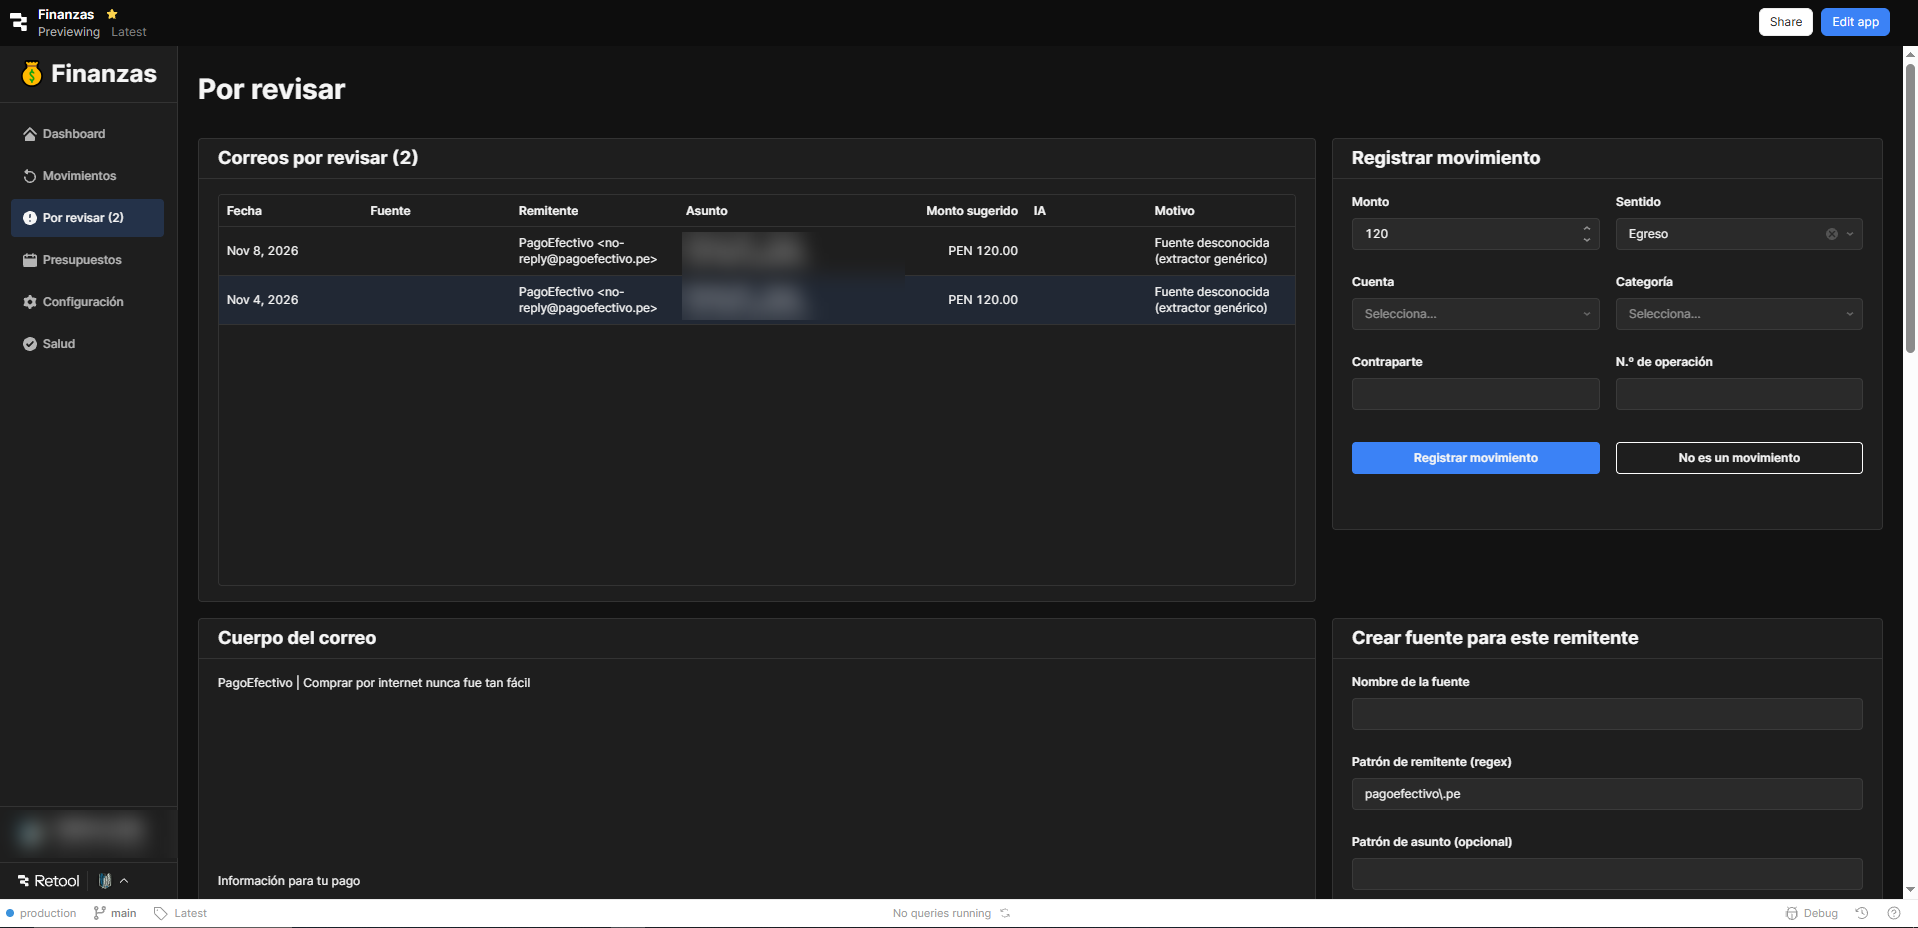 Finanzas
Previewing Latest
Share
Edit app
Finanzas
Dashboard
Movimientos
Por revisar (2)
Presupuestos
Configuración
Salud
Retool
Por revisar
Correos por revisar (2)
Fecha Fuente Remitente Asunto Monto sugerido IA Motivo
Nov 8, 2026 PagoEfectivo <no- PEN 120.00 Fuente desconocida
reply@pagoefectivo.pe> (extractor genérico)
Nov 4, 2026 PagoEfectivo <no- PEN 120.00 Fuente desconocida
reply@pagoefectivo.pe> (extractor genérico)
Registrar movimiento
Monto Sentido
120 Egreso
Cuenta Categoría
Selecciona... Selecciona...
Contraparte N.º de operación
Registrar movimiento No es un movimiento
Cuerpo del correo
PagoEfectivo | Comprar por internet nunca fue tan fácil
Información para tu pago
Crear fuente para este remitente
Nombre de la fuente
Patrón de remitente (regex)
pagoefectivo\.pe
Patrón de asunto (opcional)
production main Latest
No queries running
Debug